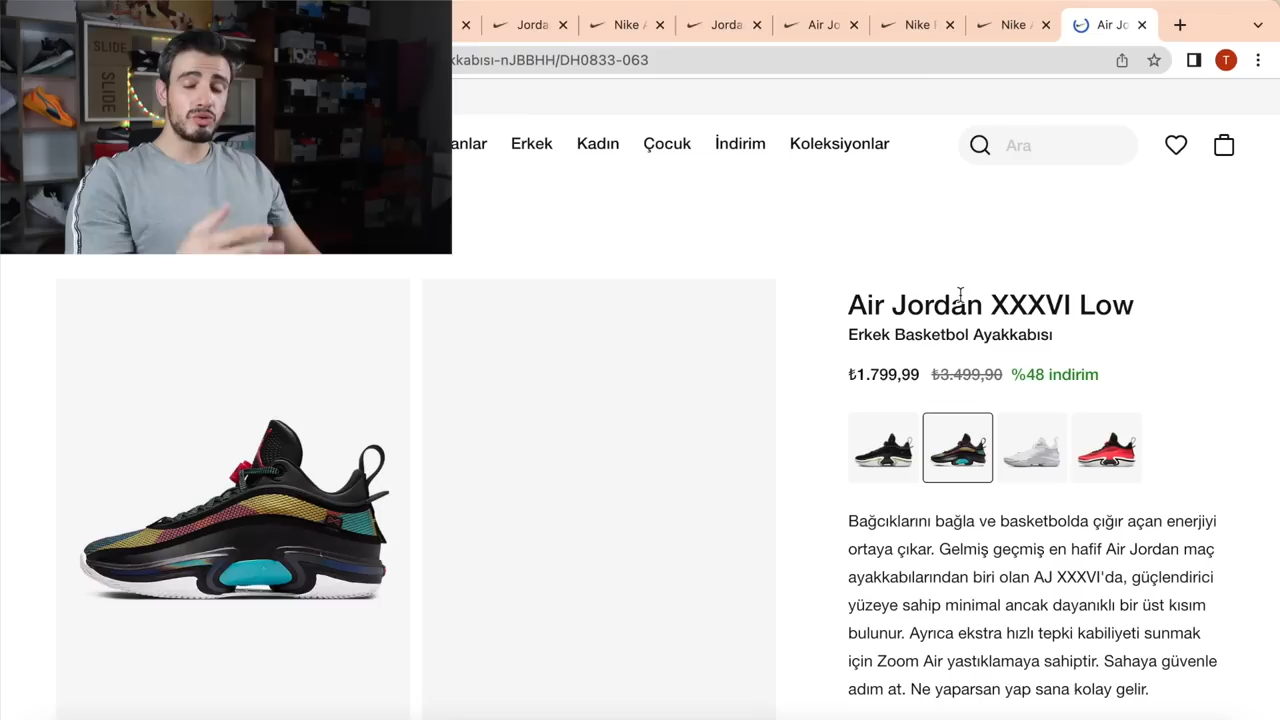 Jorda
Nike A
Jorda
Air Jo
Nike
Nike
Air Jo
kkabısı-nJBBHH/DH0833-063
T
SLIDE
SLIDE
anlar
Erkek
Kadın
Çocuk
İndirim
Koleksiyonlar
Ara
Air Jordan XXXVI Low
Erkek Basketbol Ayakkabısı
₺1.799,99 ₺3.499,90 %48 indirim
Bağcıklarını bağla ve basketbolda çığır açan enerjiyi
ortaya çıkar. Gelmiş geçmiş en hafif Air Jordan maç
ayakkabılarından biri olan AJ XXXVI'da, güçlendirici
yüzeye sahip minimal ancak dayanıklı bir üst kısım
bulunur. Ayrıca ekstra hızlı tepki kabiliyeti sunmak
için Zoom Air yastıklamaya sahiptir. Sahaya güvenle
adım at. Ne yaparsan yap sana kolay gelir.